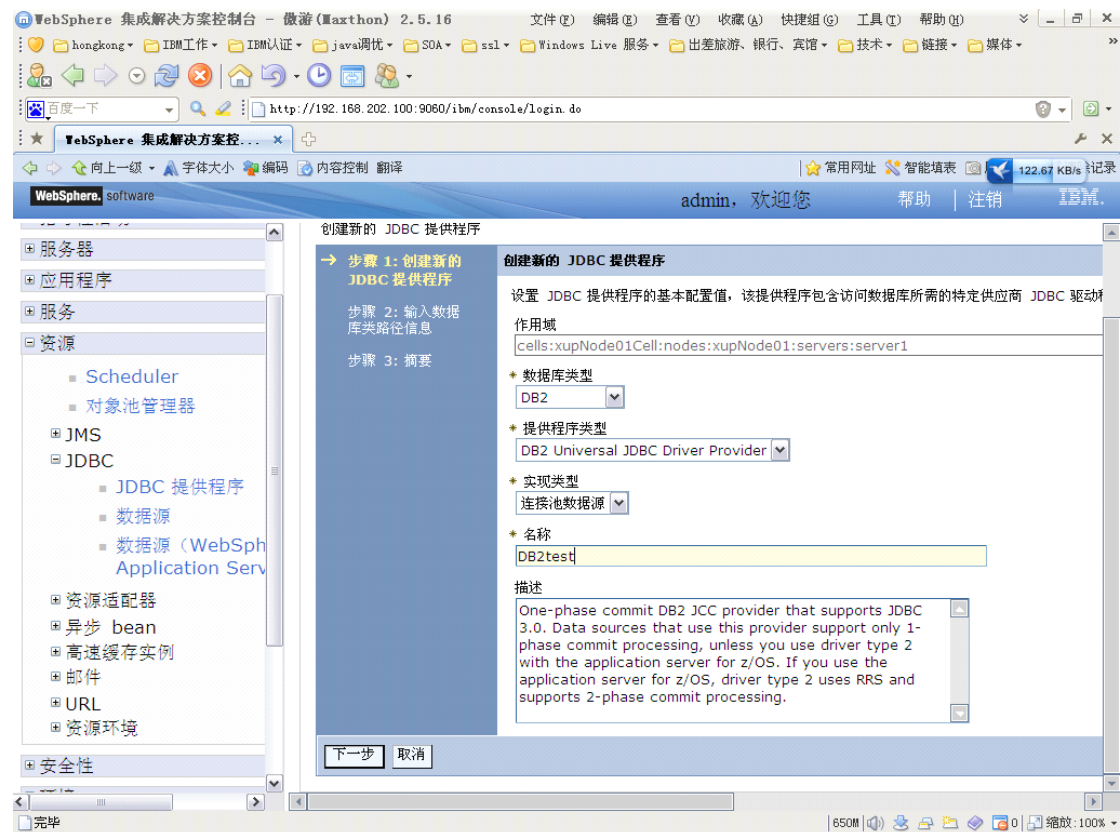 WebSphere 集成解决方案控制台 - 傲游(Maxthon) 2.5.16
文件(F) 编辑(E) 查看(V) 收藏(A) 快捷组(G) 工具(T) 帮助(H)
hongkong IBM工作 IBM认证 java调优 SOA ssl Windows Live 服务 出差旅游、银行、宾馆 技术 链接 媒体
百度一下 http://192.168.202.100:9060/ibm/console/login.do
WebSphere 集成解决方案控...
向上一级 字体大小 编码 内容控制 翻译 常用网址 智能填表 122.67 KB/s 记录
WebSphere. software admin，欢迎您 帮助 注销 IBM.
服务器
应用程序
服务
资源
Scheduler
对象池管理器
JMS
JDBC
JDBC 提供程序
数据源
数据源（WebSph
Application Serv
资源适配器
异步 bean
高速缓存实例
邮件
URL
资源环境
安全性
创建新的 JDBC 提供程序
步骤 1: 创建新的
JDBC 提供程序
步骤 2: 输入数据
库类路径信息
步骤 3: 摘要
创建新的 JDBC 提供程序
设置 JDBC 提供程序的基本配置值，该提供程序包含访问数据库所需的特定供应商 JDBC 驱动
作用域
cells:xupNode01Cell:nodes:xupNode01:servers:server1
* 数据库类型
DB2
* 提供程序类型
DB2 Universal JDBC Driver Provider
* 实现类型
连接池数据源
* 名称
DB2test
描述
One-phase commit DB2 JCC provider that supports JDBC
3.0. Data sources that use this provider support only 1-
phase commit processing, unless you use driver type 2
with the application server for z/OS. If you use the
application server for z/OS, driver type 2 uses RRS and
supports 2-phase commit processing.
下一步 取消
完毕 650M 0 缩放:100%